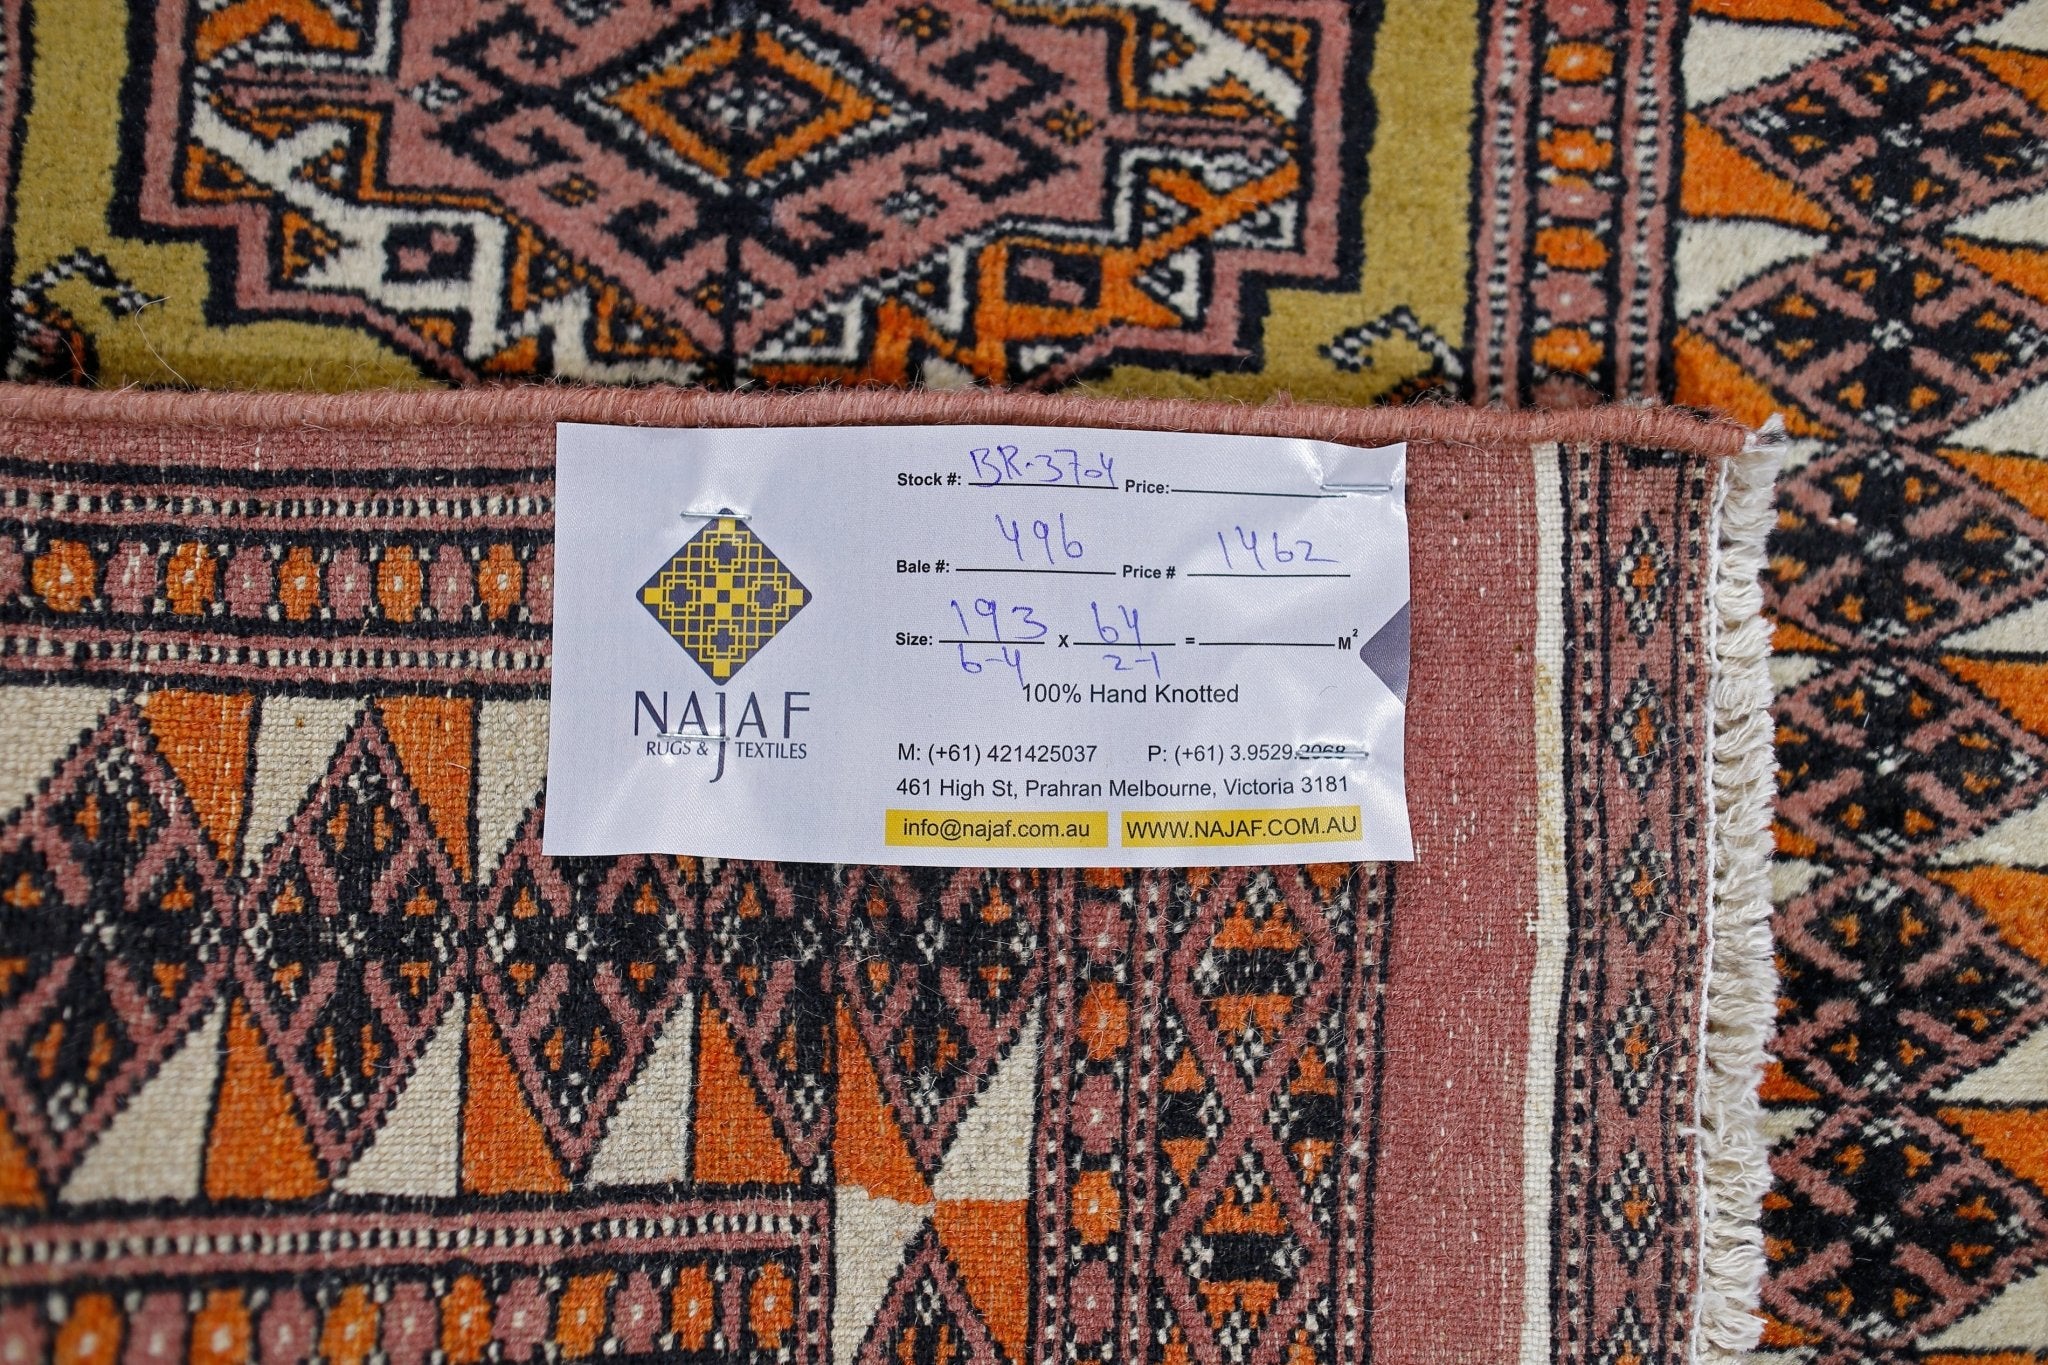 NAJAF
RUGS & TEXTILES
Stock #: BR-3704 Price:
Bale #: 496 Price # 1462
Size: 193 x 64 = M²
6-4 2-1
100% Hand Knotted
M: (+61) 421425037 P: (+61) 3.9529.2068
461 High St, Prahran Melbourne, Victoria 3181
info@najaf.com.au WWW.NAJAF.COM.AU